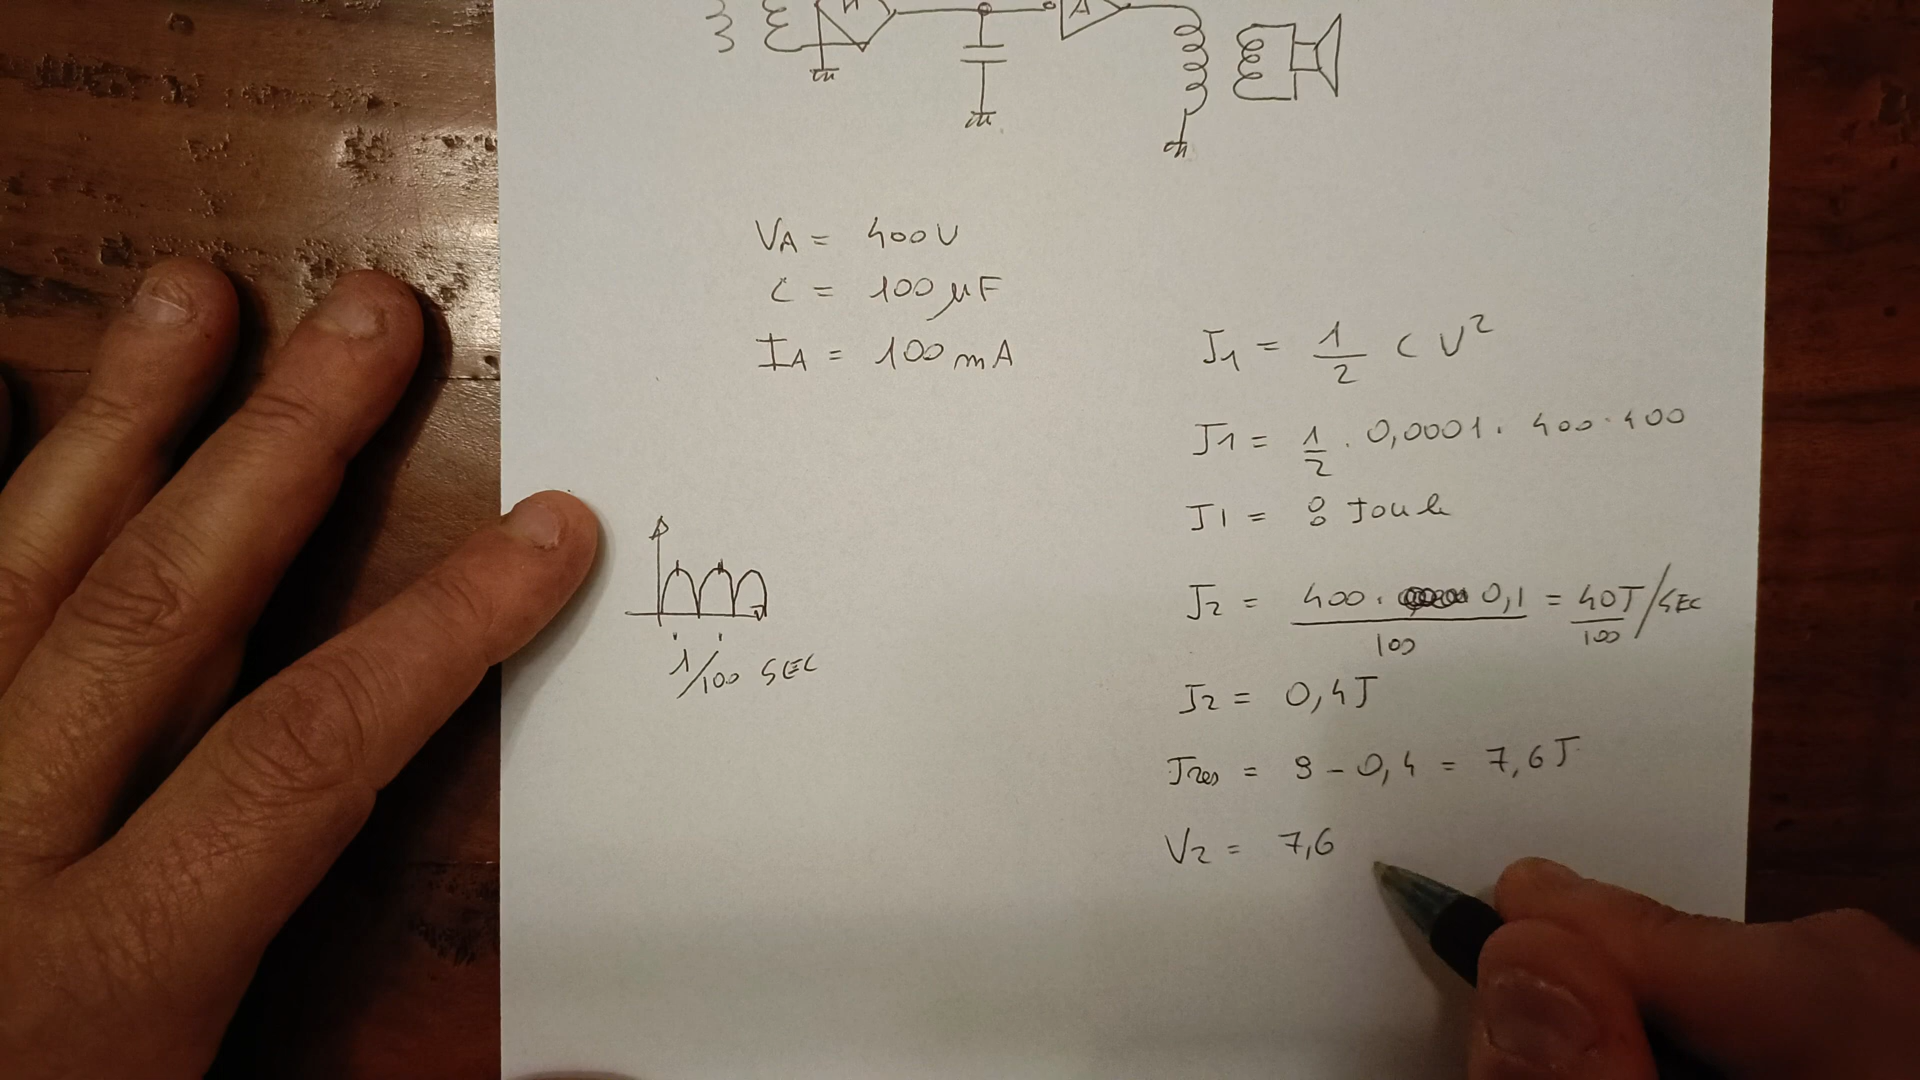 A
VA = 400V
C = 100 µF
IA = 100 mA
J1 = 1/2 C V²
J1 = 1/2 · 0,0001 · 400 · 400
J1 = 8 Joule
J2 = 400 · 0,1 / 100 = 40J/100 /SEC
J2 = 0,4J
Jres = 8 - 0,4 = 7,6 J
V2 = 7,6
1/100 SEC